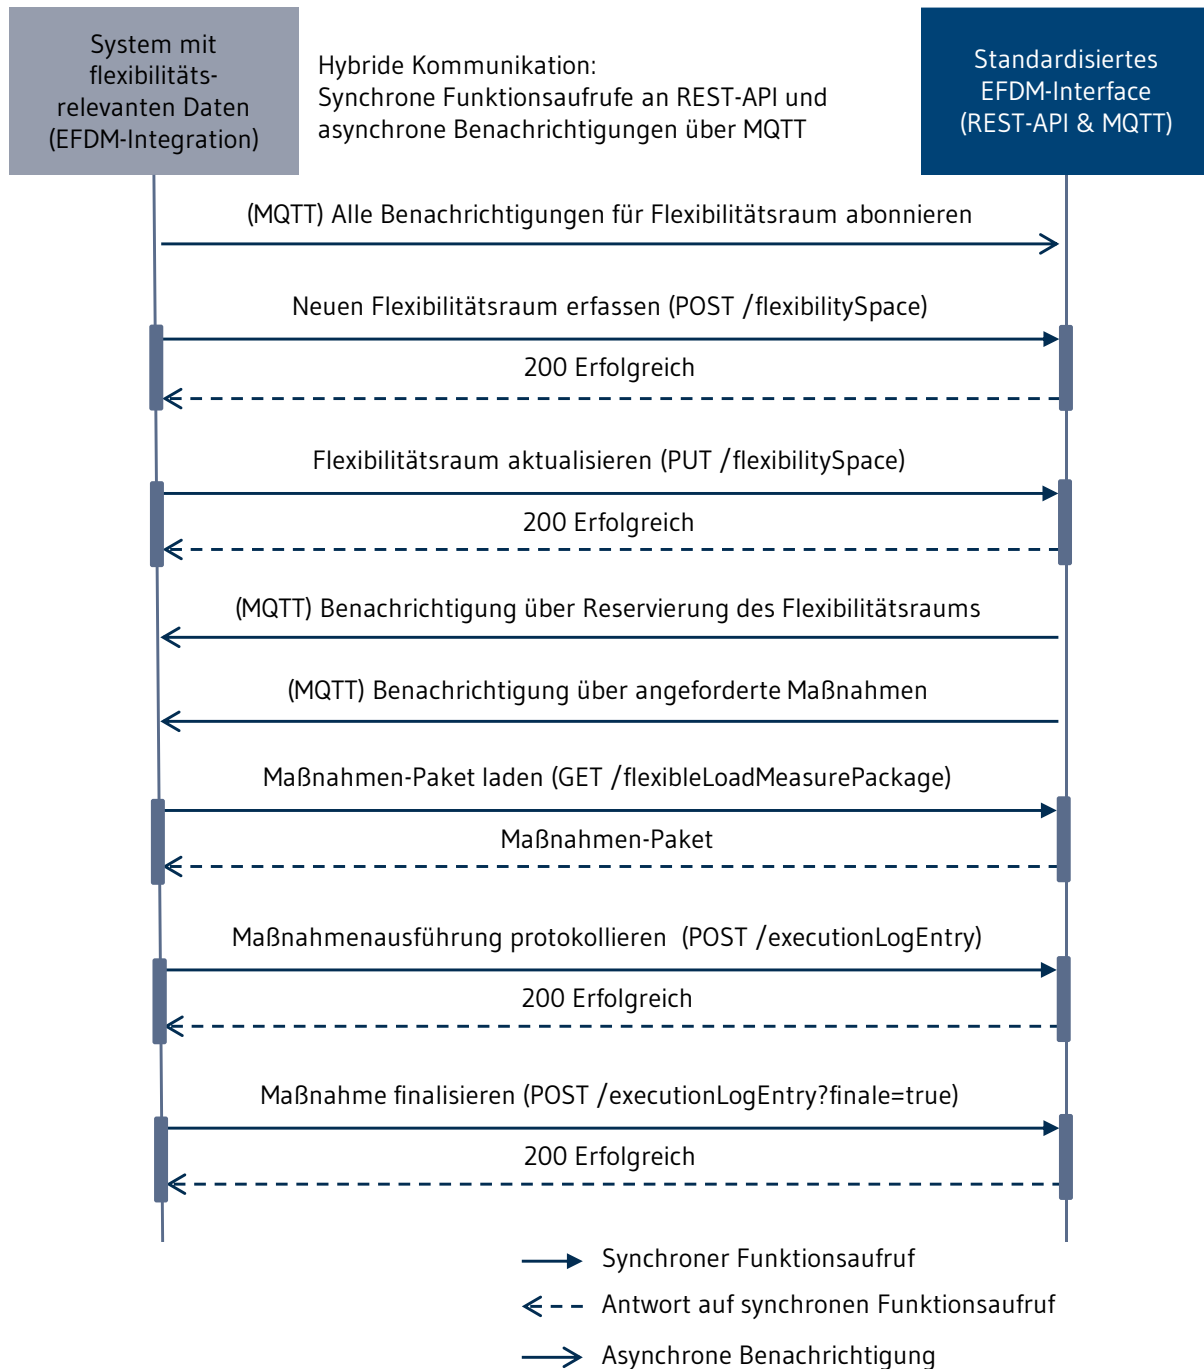 System mit
flexibilitäts-
relevanten Daten
(EFDM-Integration)
Hybride Kommunikation:
Synchrone Funktionsaufrufe an REST-API und
asynchrone Benachrichtigungen über MQTT
Standardisiertes
EFDM-Interface
(REST-API & MQTT)
(MQTT) Alle Benachrichtigungen für Flexibilitätsraum abonnieren
Neuen Flexibilitätsraum erfassen (POST /flexibilitySpace)
200 Erfolgreich
Flexibilitätsraum aktualisieren (PUT /flexibilitySpace)
200 Erfolgreich
(MQTT) Benachrichtigung über Reservierung des Flexibilitätsraums
(MQTT) Benachrichtigung über angeforderte Maßnahmen
Maßnahmen-Paket laden (GET /flexibleLoadMeasurePackage)
Maßnahmen-Paket
Maßnahmenausführung protokollieren (POST /executionLogEntry)
200 Erfolgreich
Maßnahme finalisieren (POST /executionLogEntry?finale=true)
200 Erfolgreich
Synchroner Funktionsaufruf
Antwort auf synchronen Funktionsaufruf
Asynchrone Benachrichtigung